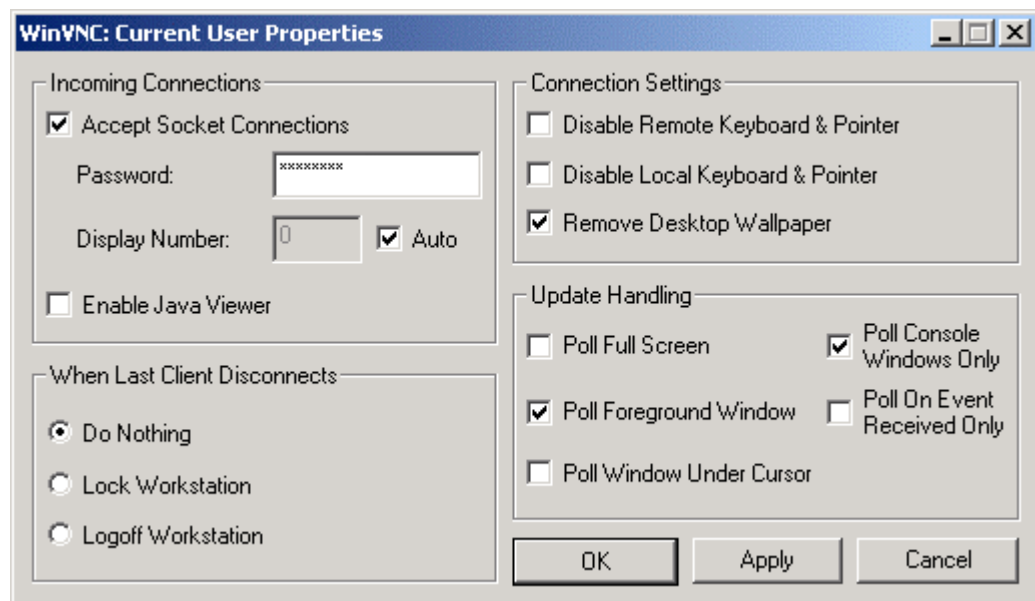 WinVNC: Current User Properties
Incoming Connections
Accept Socket Connections
Password: ********
Display Number: 0 Auto
Enable Java Viewer
When Last Client Disconnects
Do Nothing
Lock Workstation
Logoff Workstation
Connection Settings
Disable Remote Keyboard & Pointer
Disable Local Keyboard & Pointer
Remove Desktop Wallpaper
Update Handling
Poll Full Screen
Poll Console
Windows Only
Poll Foreground Window
Poll On Event
Received Only
Poll Window Under Cursor
OK Apply Cancel